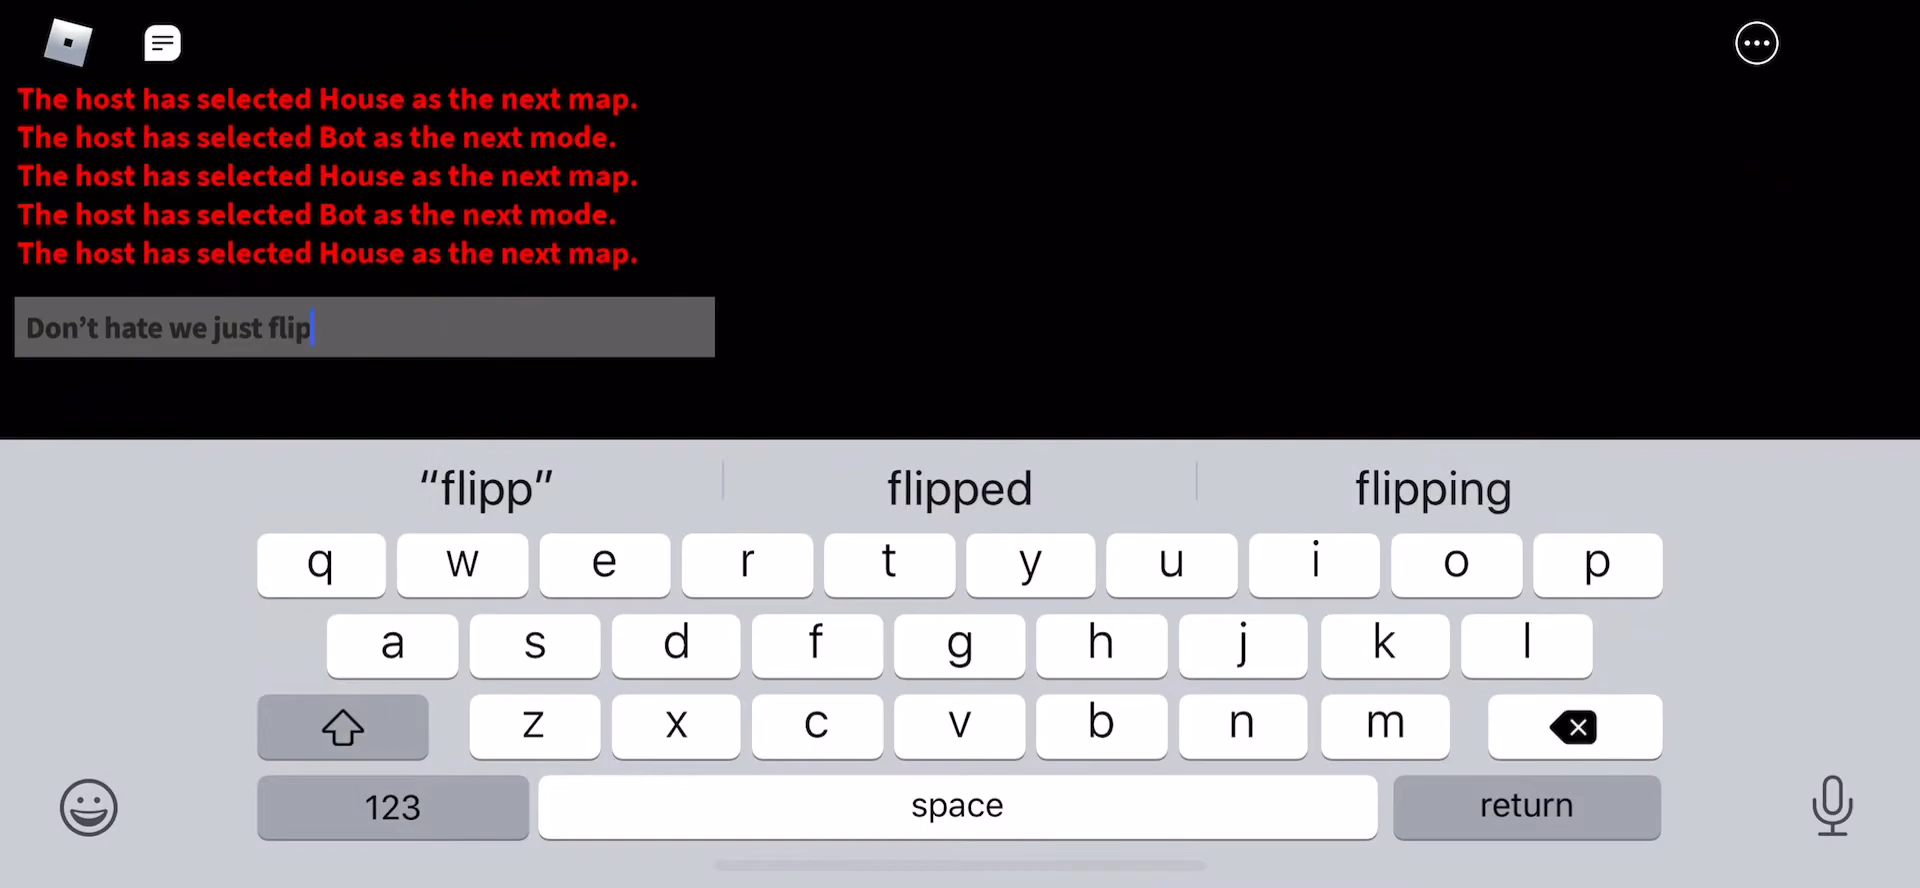 The host has selected House as the next map.
The host has selected Bot as the next mode.
The host has selected House as the next map.
The host has selected Bot as the next mode.
The host has selected House as the next map.
Don’t hate we just flip
“flipp” flipped flipping
q w e r t y u i o p
a s d f g h j k l
z x c v b n m
123 space return